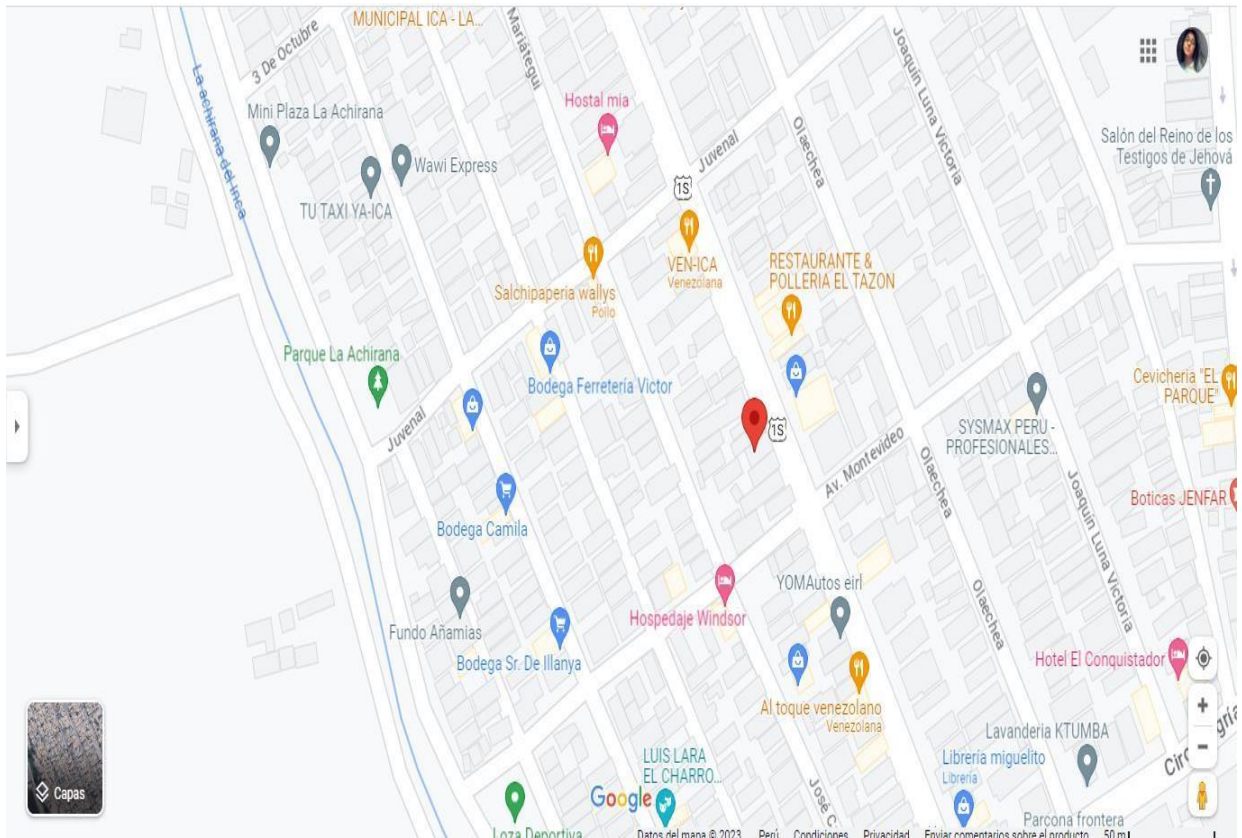 MUNICIPAL ICA - LA...
3 De Octubre
Mariátegui
Joaquín Luna Victoria
La achirana del Inca
Mini Plaza La Achirana
Wawi Express
TU TAXI YA-ICA
Hostal mía
Juvenal
Olaechea
Salón del Reino de los
Testigos de Jehová
1S
VEN-ICA
Venezolana
RESTAURANTE &
POLLERIA EL TAZON
Salchipaperia wallys
Pollo
Parque La Achirana
Bodega Ferretería Victor
Cevicheria "EL
PARQUE"
Juvenal
1S
SYSMAX PERU -
PROFESIONALES...
Av. Montevideo
Olaechea
Boticas JENFAR
Bodega Camila
Joaquín Luna Victoria
YOMAutos eirl
Hospedaje Windsor
Fundo Añamias
Bodega Sr. De Illanya
Olaechea
Hotel El Conquistador
Al toque venezolano
Venezolana
Lavanderia KTUMBA
LUIS LARA
EL CHARRO...
Librería miguelito
Librería
Capas
Google
José C.
Parcona frontera
Loza Deportiva
Datos del mapa © 2023 Perú Condiciones Privacidad Enviar comentarios sobre el producto 50 m